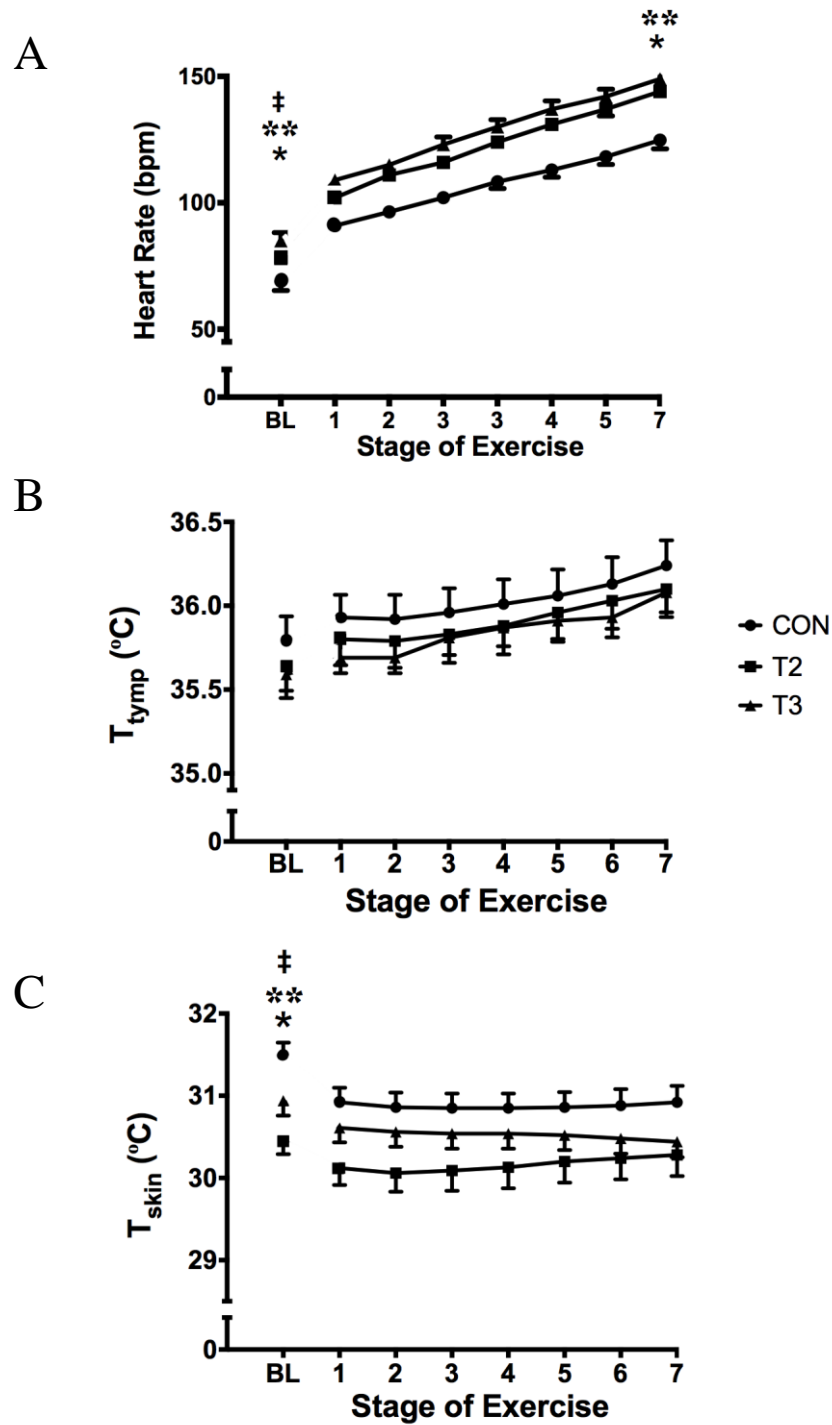 A
**
*
‡
**
*
150
100
50
0
Heart Rate (bpm)
BL 1 2 3 3 4 5 7
Stage of Exercise
B
36.5
36.0
35.5
35.0
0
Ttymp (ºC)
BL 1 2 3 4 5 6 7
Stage of Exercise
CON
T2
T3
C
‡
**
*
32
31
30
29
0
Tskin (ºC)
BL 1 2 3 4 5 6 7
Stage of Exercise